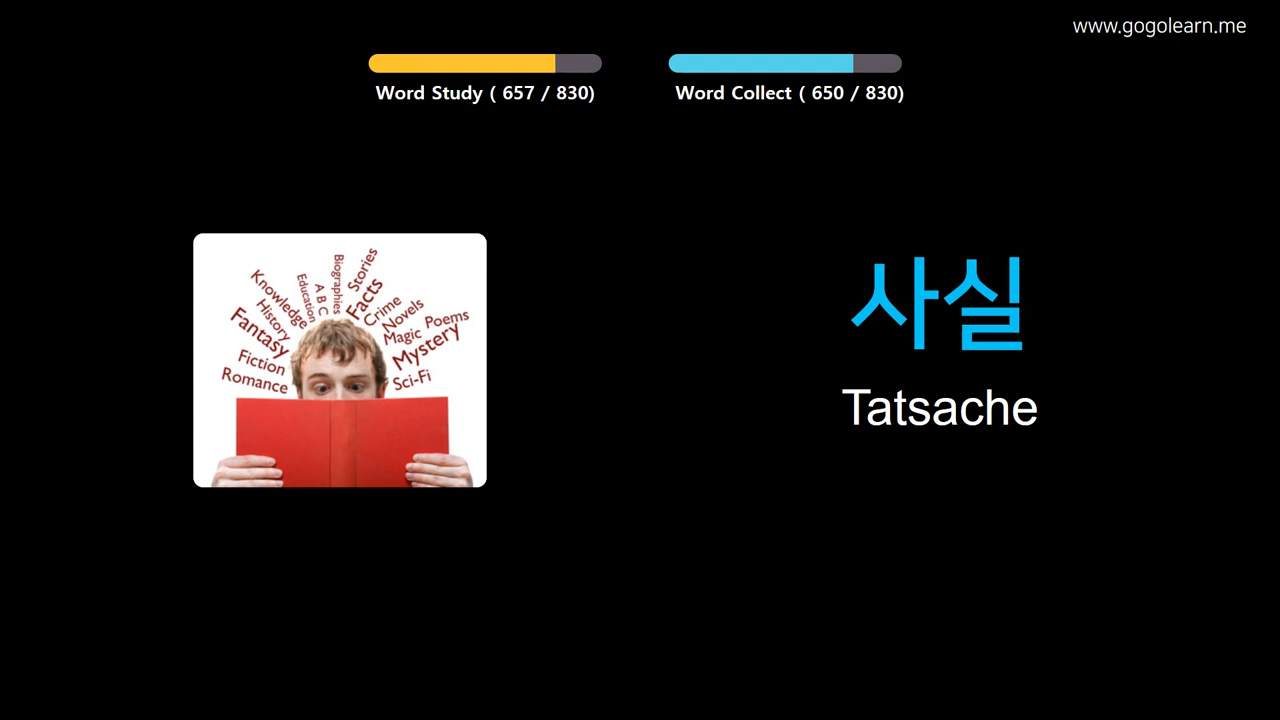 www.gogolearn.me
Word Study ( 657 / 830)
Word Collect ( 650 / 830)
Knowledge
History
Fantasy
Fiction
Romance
Education
A B C
Biographies
Stories
Facts
Crime
Novels
Magic
Poems
Mystery
Sci-Fi
사실
Tatsache